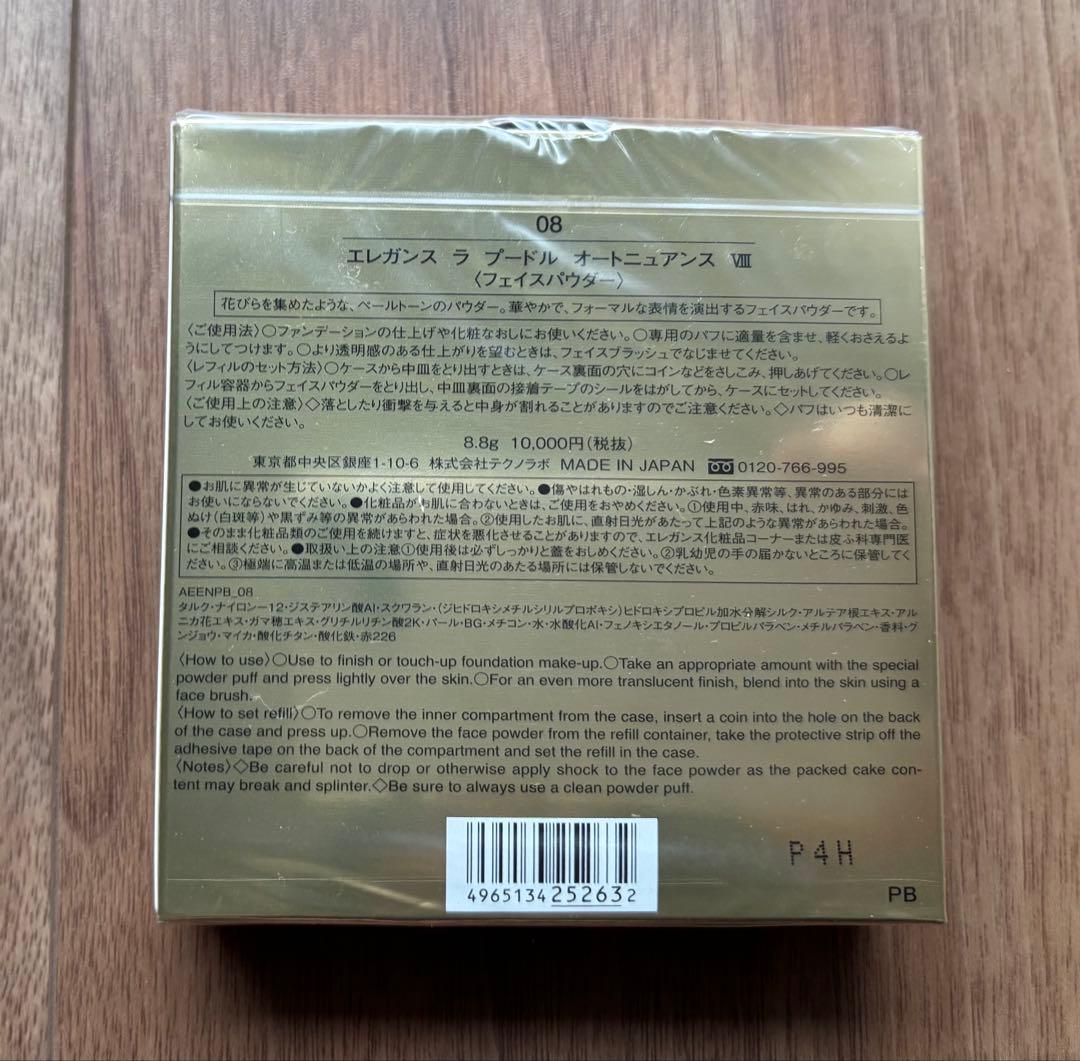 08
エレガンス ラ プードル オートニュアンス Ⅷ
〈フェイスパウダー〉
花びらを集めたような、ペールトーンのパウダー。華やかで、フォーマルな表情を演出するフェイスパウダーです。
〈ご使用法〉○ファンデーションの仕上げや化粧なおしにお使いください。○専用のパフに適量を含ませ、軽くおさえるよ
うにしてつけます。○より透明感のある仕上がりを望むときは、フェイスブラッシュでなじませてください。
〈レフィルのセット方法〉○ケースから中皿をとり出すときは、ケース裏面の穴にコインなどをさしこみ、押しあげてください。○レ
フィル容器からフェイスパウダーをとり出し、中皿裏面の接着テープのシールをはがしてから、ケースにセットしてください。
〈ご使用上の注意〉◇落としたり衝撃を与えると中身が割れることがありますのでご注意ください。◇パフはいつも清潔に
してお使いください。
8.8g 10,000円(税抜)
東京都中央区銀座1-10-6 株式会社テクノラボ MADE IN JAPAN 0120-766-995
●お肌に異常が生じていないかよく注意して使用してください。●傷やはれもの・湿しん・かぶれ・色素異常等、異常のある部分には
お使いにならないでください。●化粧品がお肌に合わないときは、ご使用をおやめください。①使用中、赤味、はれ、かゆみ、刺激、色
ぬけ(白斑等)や黒ずみ等の異常があらわれた場合。②使用したお肌に、直射日光があたって上記のような異常があらわれた場合。
●そのまま化粧品類のご使用を続けますと、症状を悪化させることがありますので、エレガンス化粧品コーナーまたは皮ふ科専門医
にご相談ください。●取扱い上の注意①使用後は必ずしっかりと蓋をおしめください。②乳幼児の手の届かないところに保管してく
ださい。③極端に高温または低温の場所や、直射日光のあたる場所には保管しないでください。
AEENPB_08
タルク・ナイロン-12・ジステアリン酸Al・スクワラン・(ジヒドロキシメチルシリルプロポキシ)ヒドロキシプロピル加水分解シルク・アルテア根エキス・アル
ニカ花エキス・ガマ穂エキス・グリチルリチン酸2K・パール・BG・メチコン・水・水酸化Al・フェノキシエタノール・プロピルパラベン・メチルパラベン・香料・グ
ンジョウ・マイカ・酸化チタン・酸化鉄・赤226
〈How to use〉○Use to finish or touch-up foundation make-up.○Take an appropriate amount with the special
powder puff and press lightly over the skin.○For an even more translucent finish, blend into the skin using a
face brush.
〈How to set refill〉○To remove the inner compartment from the case, insert a coin into the hole on the back
of the case and press up.○Remove the face powder from the refill container, take the protective strip off the
adhesive tape on the back of the compartment and set the refill in the case.
〈Notes〉◇Be careful not to drop or otherwise apply shock to the face powder as the packed cake con-
tent may break and splinter.◇Be sure to always use a clean powder puff.
P4H
4965134252632
PB